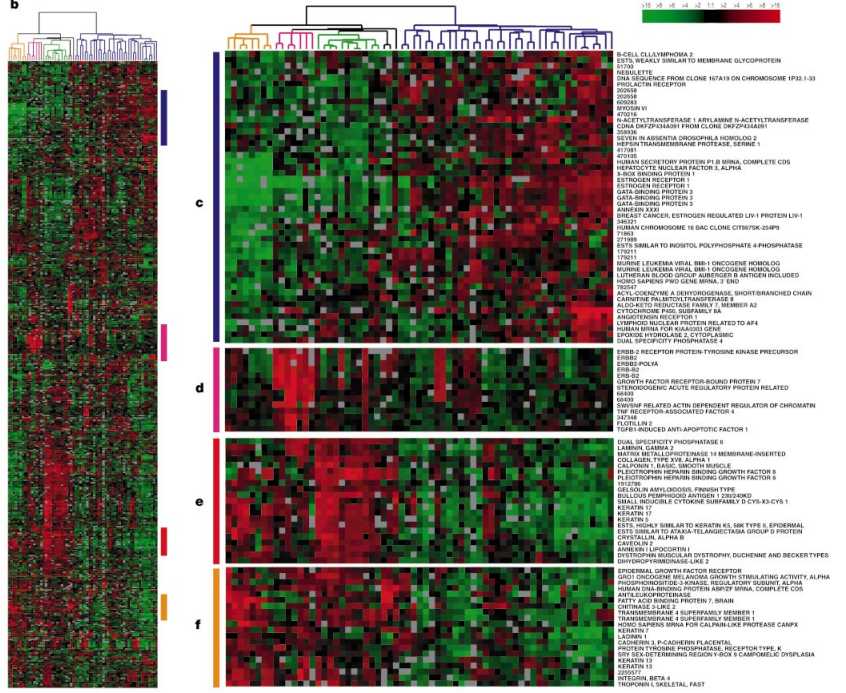 b
>16 >8 >6 >4 >2 1:1 >2 >4 >6 >8 >16
c
B-CELL CLL/LYMPHOMA 2
ESTS, WEAKLY SIMILAR TO MEMBRANE GLYCOPROTEIN
51700
NEBULETTE
DNA SEQUENCE FROM CLONE 167A19 ON CHROMOSOME 1P32.1-33
PROLACTIN RECEPTOR
202658
202658
609283
MYOSIN VI
470216
N-ACETYLTRANSFERASE 1 ARYLAMINE N-ACETYLTRANSFERASE
CDNA DKFZP434A091 FROM CLONE DKFZP434A091
358936
SEVEN IN ABSENTIA DROSOPHILA HOMOLOG 2
HEPSIN TRANSMEMBRANE PROTEASE, SERINE 1
417081
470105
HUMAN SECRETORY PROTEIN P1.B MRNA, COMPLETE CDS
HEPATOCYTE NUCLEAR FACTOR 3, ALPHA
X-BOX BINDING PROTEIN 1
ESTROGEN RECEPTOR 1
ESTROGEN RECEPTOR 1
GATA-BINDING PROTEIN 3
GATA-BINDING PROTEIN 3
GATA-BINDING PROTEIN 3
ANNEXIN XXXI
BREAST CANCER, ESTROGEN REGULATED LIV-1 PROTEIN LIV-1
346321
HUMAN CHROMOSOME 16 BAC CLONE CIT987SK-254P9
71863
271989
ESTS SIMILAR TO INOSITOL POLYPHOSPHATE 4-PHOSPHATASE
179211
179211
MURINE LEUKEMIA VIRAL BMI-1 ONCOGENE HOMOLOG
MURINE LEUKEMIA VIRAL BMI-1 ONCOGENE HOMOLOG
LUTHERAN BLOOD GROUP AUBERGER B ANTIGEN INCLUDED
HOMO SAPIENS PWD GENE MRNA, 3' END
782547
ACYL-COENZYME A DEHYDROGENASE, SHORT/BRANCHED CHAIN
CARNITINE PALMITOYLTRANSFERASE II
ALDO-KETO REDUCTASE FAMILY 7, MEMBER A2
CYTOCHROME P450, SUBFAMILY IIA
ANGIOTENSIN RECEPTOR 1
LYMPHOID NUCLEAR PROTEIN RELATED TO AF4
HUMAN MRNA FOR KIAA0303 GENE
EPOXIDE HYDROLASE 2, CYTOPLASMIC
DUAL SPECIFICITY PHOSPHATASE 4
d
ERBB-2 RECEPTOR PROTEIN-TYROSINE KINASE PRECURSOR
ERBB2
ERBB2-POLYA
ERB-B2
ERB-B2
GROWTH FACTOR RECEPTOR-BOUND PROTEIN 7
STEROIDOGENIC ACUTE REGULATORY PROTEIN RELATED
68400
68400
SWI/SNF RELATED ACTIN DEPENDENT REGULATOR OF CHROMATIN
TNF RECEPTOR-ASSOCIATED FACTOR 4
347348
FLOTILLIN 2
TGFB1-INDUCED ANTI-APOPTOTIC FACTOR 1
e
DUAL SPECIFICITY PHOSPHATASE 6
LAMININ, GAMMA 2
MATRIX METALLOPROTEINASE 14 MEMBRANE-INSERTED
COLLAGEN, TYPE XVII, ALPHA 1
CALPONIN 1, BASIC, SMOOTH MUSCLE
PLEIOTROPHIN HEPARIN BINDING GROWTH FACTOR 8
PLEIOTROPHIN HEPARIN BINDING GROWTH FACTOR 8
1912786
GELSOLIN AMYLOIDOSIS, FINNISH TYPE
BULLOUS PEMPHIGOID ANTIGEN 1 230/240KD
SMALL INDUCIBLE CYTOKINE SUBFAMILY D CYS-X3-CYS 1
KERATIN 17
KERATIN 17
KERATIN 5
ESTS, HIGHLY SIMILAR TO KERATIN K5, 58K TYPE II, EPIDERMAL
ESTS SIMILAR TO ATAXIA-TELANGIECTASIA GROUP D PROTEIN
CRYSTALLIN, ALPHA B
CAVEOLIN 2
ANNEXIN I LIPOCORTIN I
DYSTROPHIN MUSCULAR DYSTROPHY, DUCHENNE AND BECKER TYPES
DIHYDROPYRIMIDINASE-LIKE 2
f
EPIDERMAL GROWTH FACTOR RECEPTOR
GRO1 ONCOGENE MELANOMA GROWTH STIMULATING ACTIVITY, ALPHA
PHOSPHOINOSITIDE-3-KINASE, REGULATORY SUBUNIT, ALPHA
HUMAN DNA-BINDING PROTEIN ABP/ZF MRNA, COMPLETE CDS
ANTILEUKOPROTEINASE
FATTY ACID BINDING PROTEIN 7, BRAIN
CHITINASE 3-LIKE 2
TRANSMEMBRANE 4 SUPERFAMILY MEMBER 1
TRANSMEMBRANE 4 SUPERFAMILY MEMBER 1
HOMO SAPIENS MRNA FOR CALPAIN-LIKE PROTEASE CANPX
KERATIN 7
LADININ 1
CADHERIN 3, P-CADHERIN PLACENTAL
PROTEIN TYROSINE PHOSPHATASE, RECEPTOR TYPE, K
SRY SEX-DETERMINING REGION Y-BOX 9 CAMPOMELIC DYSPLASIA
KERATIN 13
KERATIN 13
2255577
INTEGRIN, BETA 4
TROPONIN I, SKELETAL, FAST